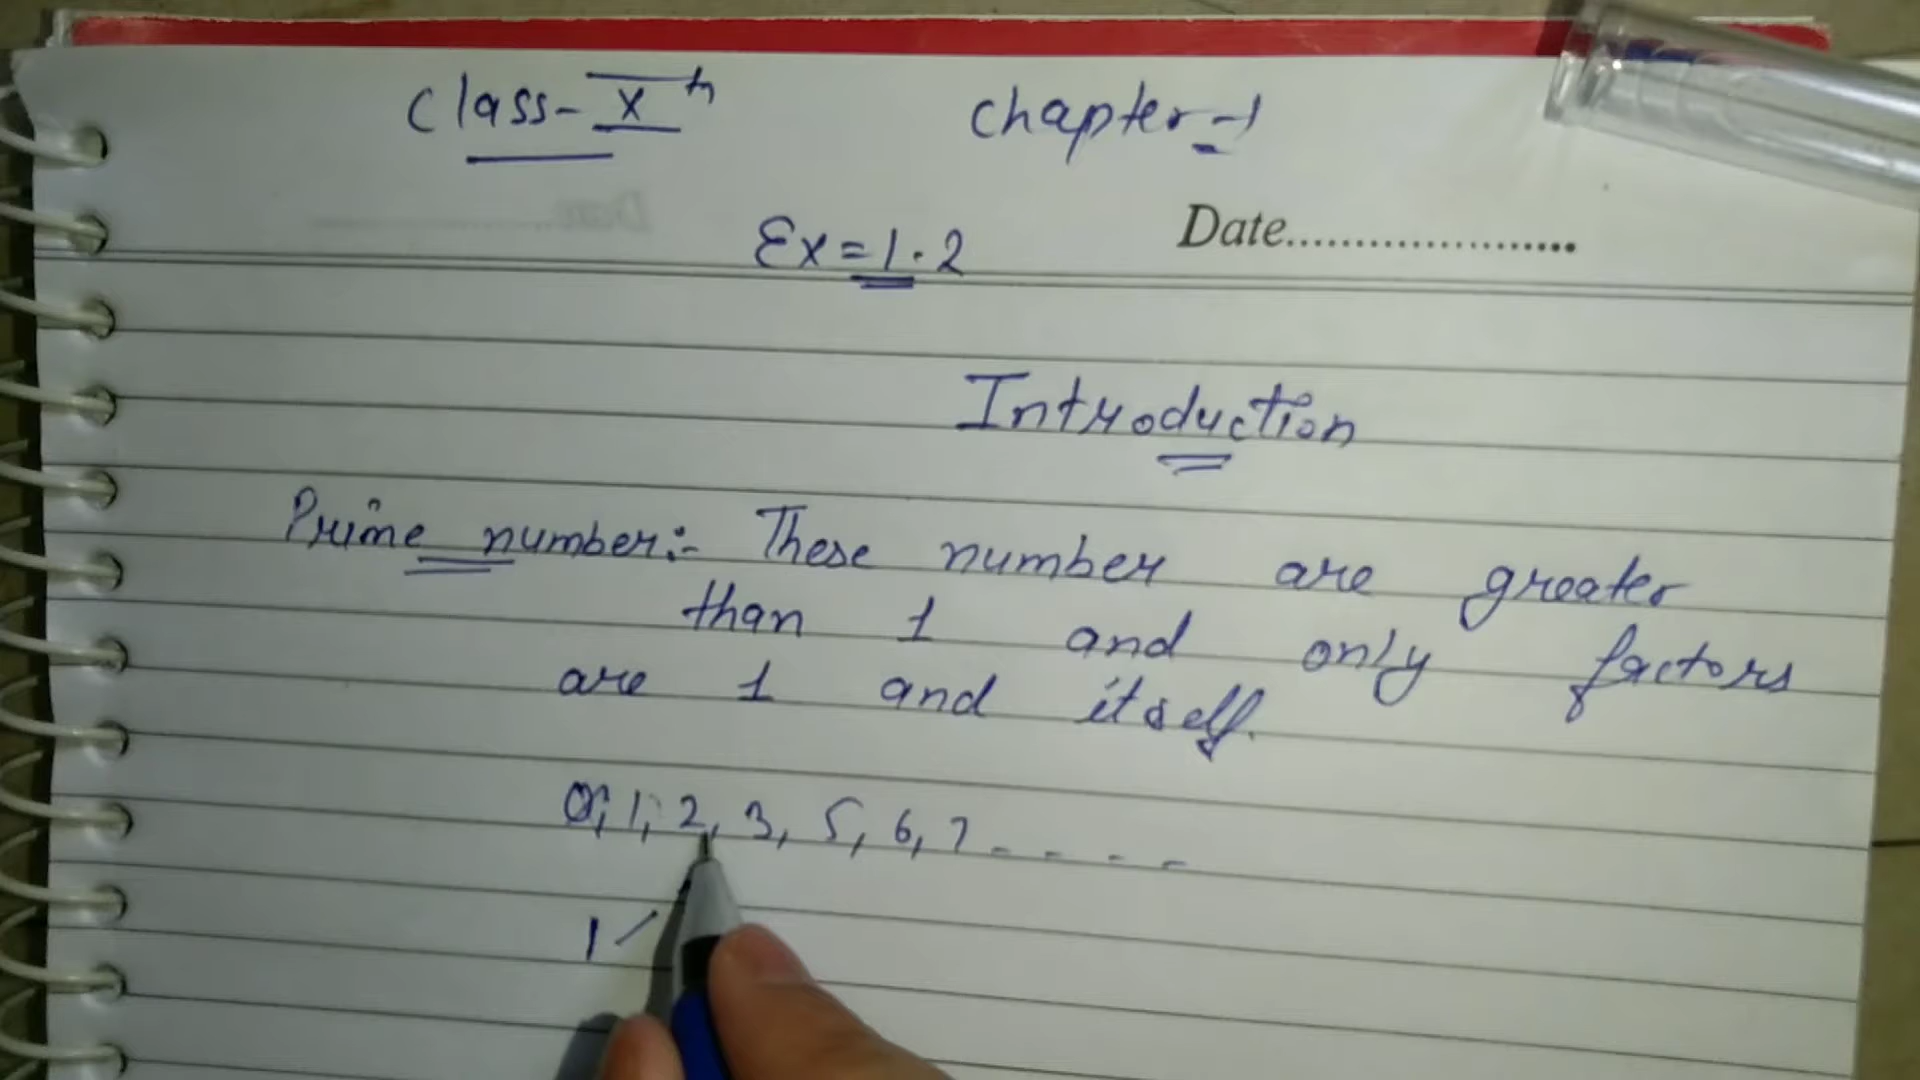 Class - Xth Chapter - 1
Date......................
Ex = 1.2
Introduction
Prime number:- These number are greater
than 1 and only factors
are 1 and itself.
0, 1, 2, 3, 5, 6, 7 - - - -
1